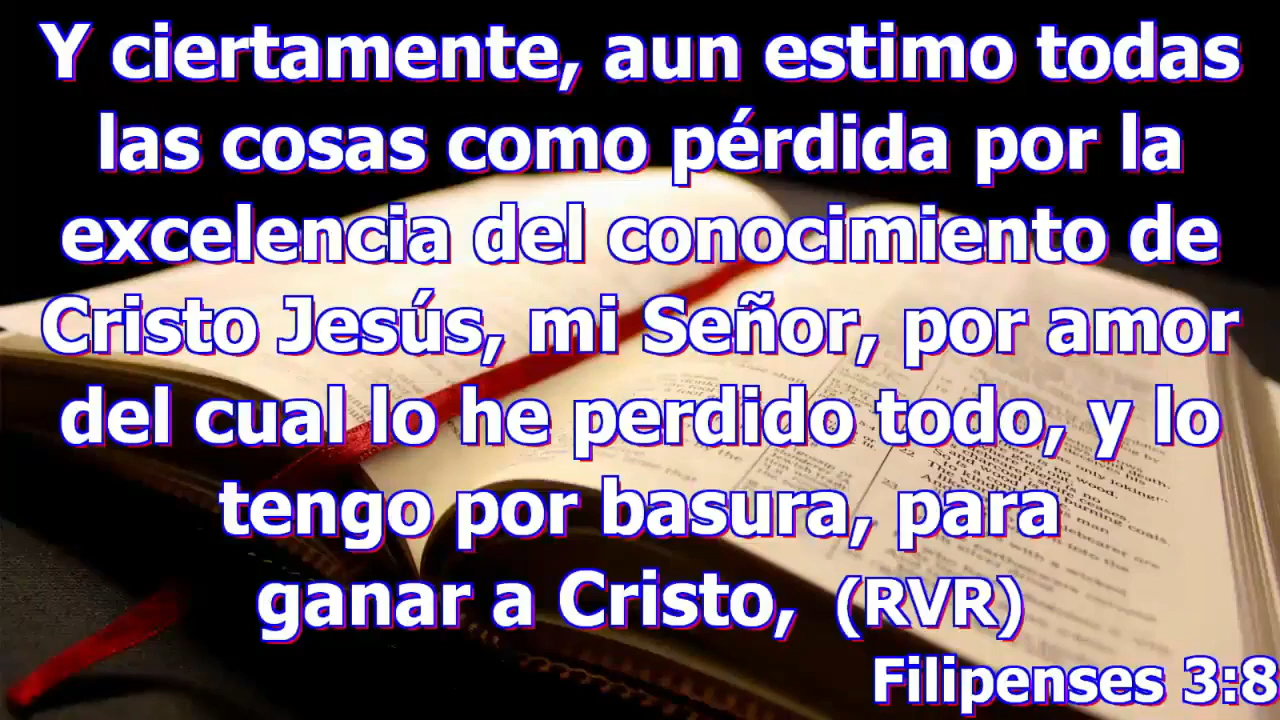 Y ciertamente, aun estimo todas
las cosas como pérdida por la
excelencia del conocimiento de
Cristo Jesús, mi Señor, por amor
del cual lo he perdido todo, y lo
tengo por basura, para
ganar a Cristo, (RVR)
Filipenses 3:8